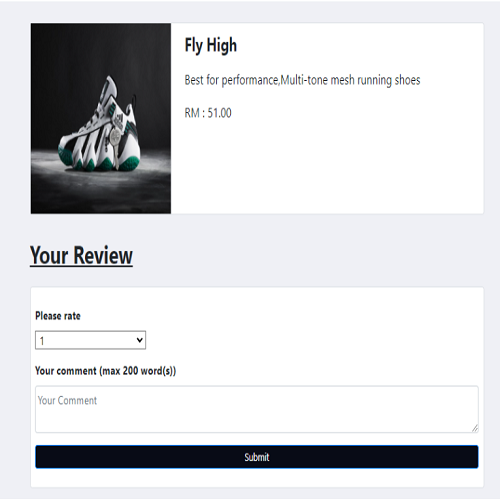 Fly High
Best for performance,Multi-tone mesh running shoes
RM : 51.00
Your Review
Please rate
1
Your comment (max 200 word(s))
Your Comment
Submit